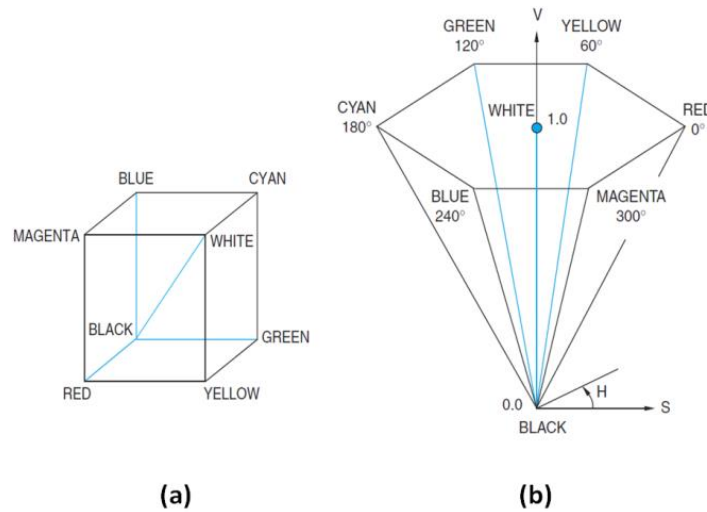 BLUE
CYAN
MAGENTA
WHITE
BLACK
GREEN
RED
YELLOW
(a)
V
GREEN
120°
YELLOW
60°
CYAN
180°
WHITE
1.0
RED
0°
BLUE
240°
MAGENTA
300°
H
0.0
S
BLACK
(b)